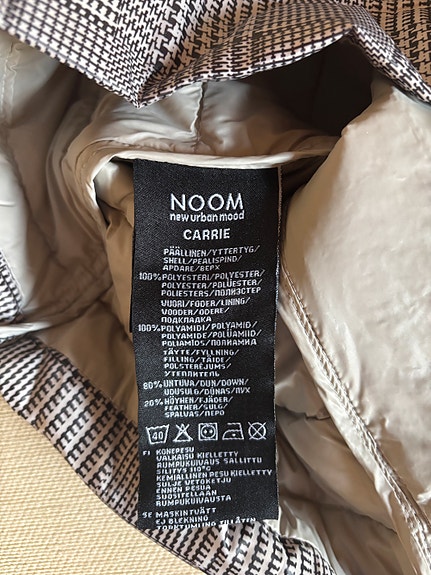 NOOM
new urban mood
CARRIE
PÄÄLLINEN/YTTERTYG/
SHELL/PEALISPIND/
APDARE/ВЕРХ
100% POLYESTERI/POLYESTER/
POLYESTER/POLÜESTER/
POLIESTERS/ПОЛИЭСТЕР
VUORI/FODER/LINING/
VOODER/ODERE/
ПОДКЛАДКА
100% POLYAMIDI/POLYAMID/
POLYAMIDE/POLÜAMIID/
POLIAMĪDS/ПОЛИАМИД
TÄYTE/FYLLNING/
FILLING/TÄIDE/
POLSTERĒJUMS/
УТЕПЛИТЕЛЬ
80% UNTUVA/DUN/DOWN/
UDUSULG/DŪNAS/ПУХ
20% HÖYHEN/FJÄDER/
FEATHER/SULG/
SPALVAS/ПЕРО
40
FI KONEPESU
VALKAISU KIELLETTY
RUMPUKUIVAUS SALLITTU
SILITYS 110°C
KEMIALLINEN PESU KIELLETTY
SULJE VETOKETJU
ENNEN PESUA
SUOSITELLAAN
RUMPUKUIVAUSTA
SE MASKINTVÄTT
EJ BLEKNING
TORKTUMLING TILLÅTEN